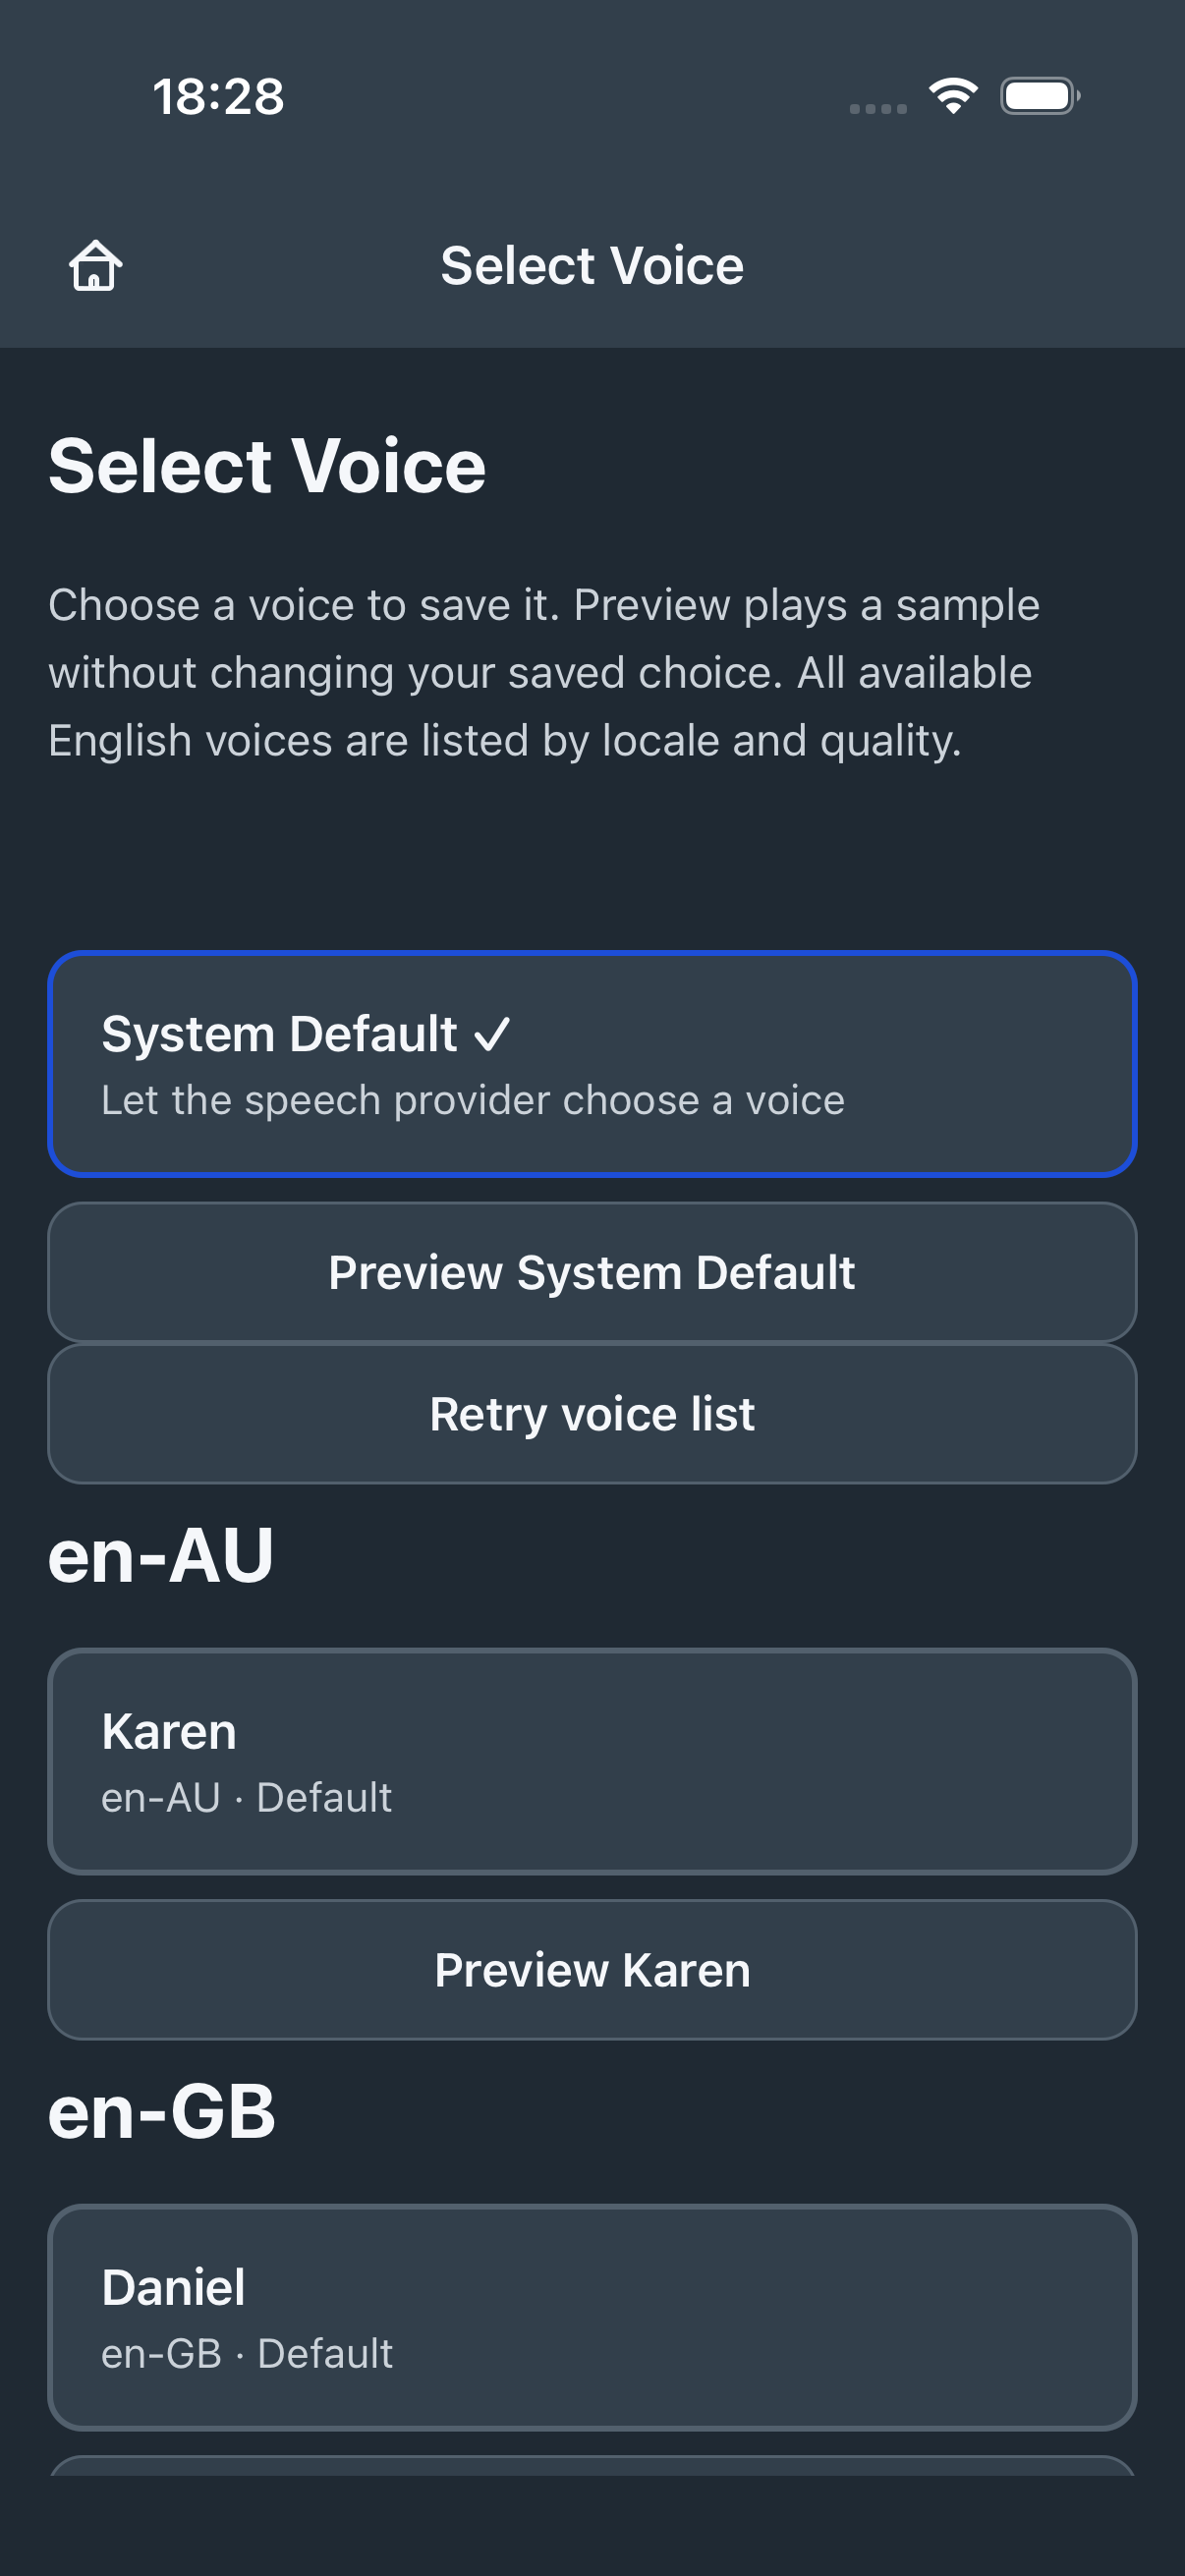 18:28
Select Voice
Select Voice
Choose a voice to save it. Preview plays a sample
without changing your saved choice. All available
English voices are listed by locale and quality.
System Default ✓
Let the speech provider choose a voice
Preview System Default
Retry voice list
en-AU
Karen
en-AU · Default
Preview Karen
en-GB
Daniel
en-GB · Default